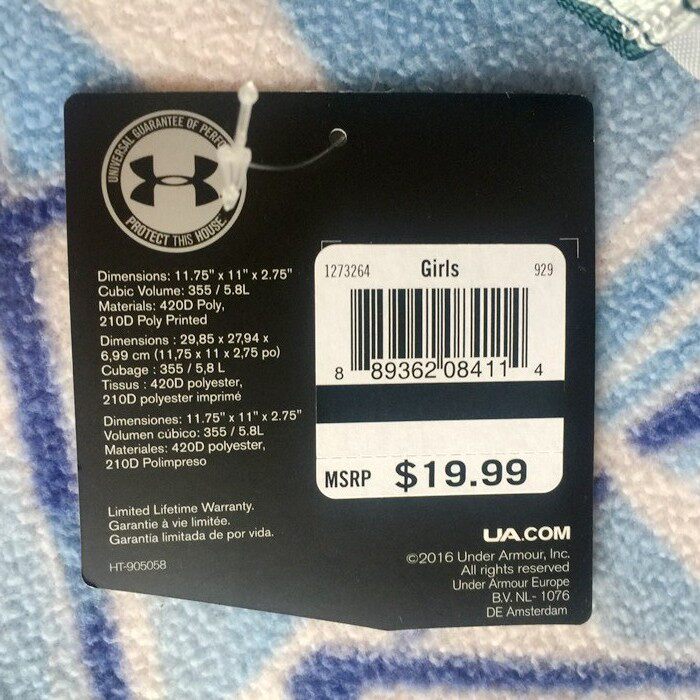 UNIVERSAL GUARANTEE OF
PROTECT THIS HOUSE.
Dimensions: 11.75" x 11" x 2.75"
Cubic Volume: 355 / 5.8L
Materials: 420D Poly,
210D Poly Printed
Dimensions : 29,85 x 27,94 x
6,99 cm (11,75 x 11 x 2,75 po)
Cubage : 355 / 5,8 L
Tissus : 420D polyester,
210D polyester imprimé
Dimensiones: 11.75" x 11" x 2.75"
Volumen cúbico: 355 / 5.8L
Materiales: 420D polyester,
210D Polimpreso
Limited Lifetime Warranty.
Garantie à vie limitée.
Garantía limitada de por vida.
HT-905058
1273264 Girls 929
8 89362 08411 4
MSRP $19.99
UA.COM
©2016 Under Armour, Inc.
All rights reserved
Under Armour Europe
B.V. NL- 1076
DE Amsterdam